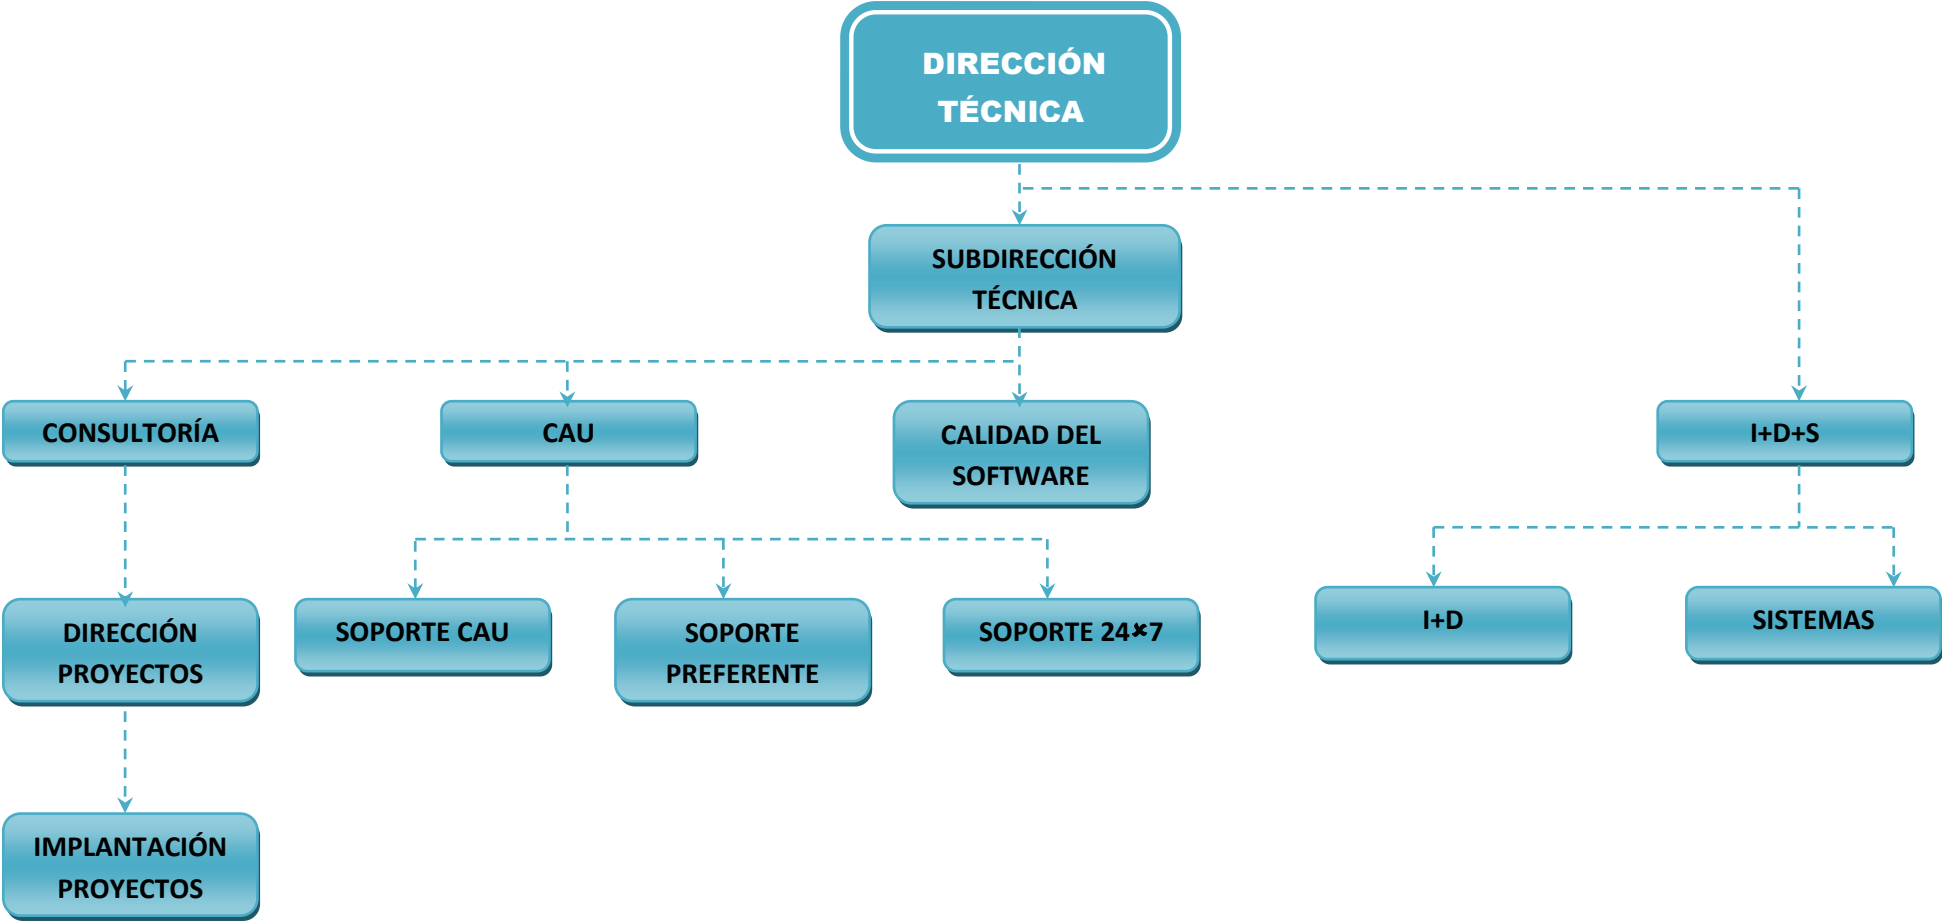 DIRECCIÓN
TÉCNICA
SUBDIRECCIÓN
TÉCNICA
CONSULTORÍA
CAU
CALIDAD DEL
SOFTWARE
I+D+S
DIRECCIÓN
PROYECTOS
SOPORTE CAU
SOPORTE
PREFERENTE
SOPORTE 24×7
I+D
SISTEMAS
IMPLANTACIÓN
PROYECTOS